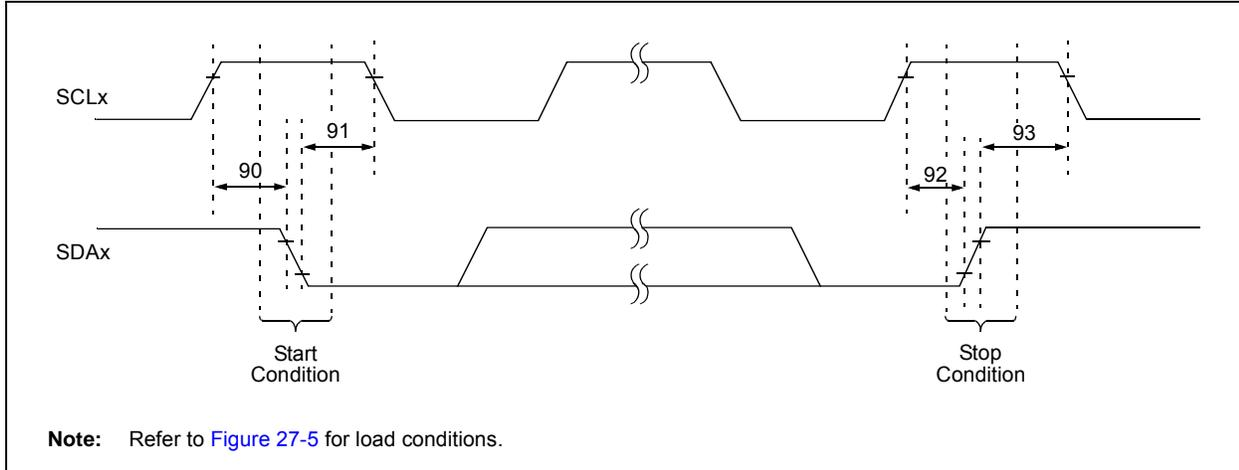 SCLx
91
93
90
92
SDAx
Start
Condition
Stop
Condition
Note: Refer to Figure 27-5 for load conditions.